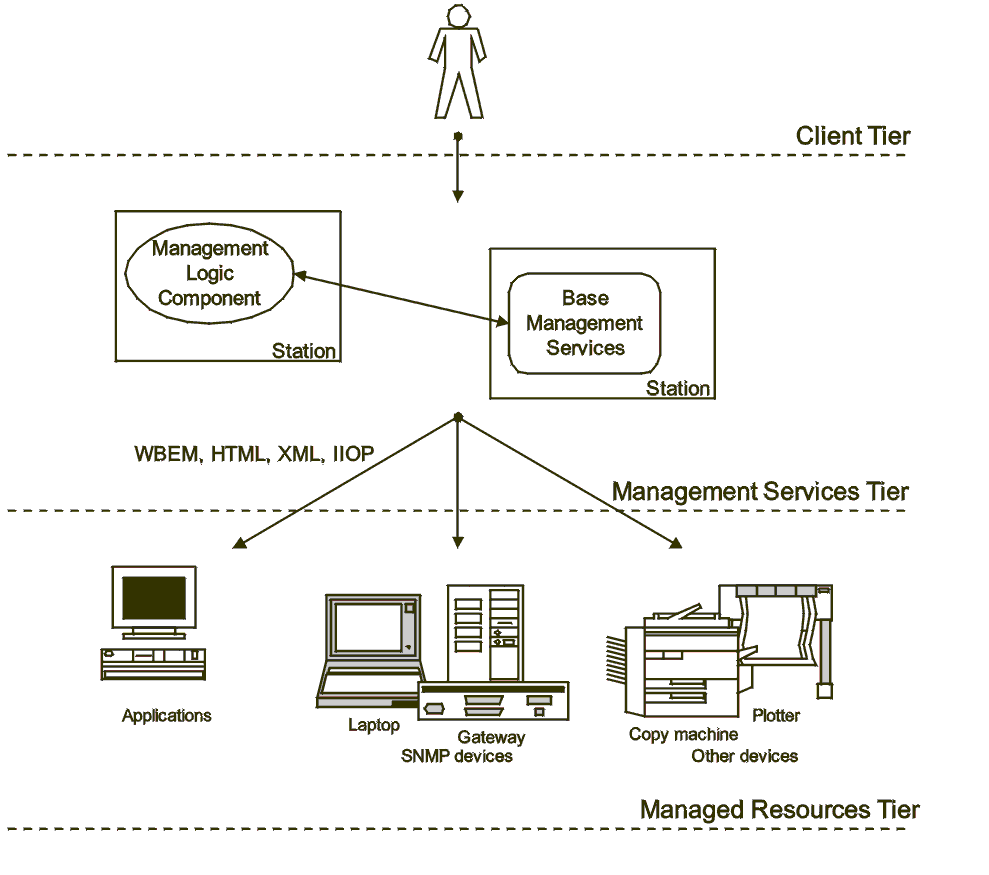 Client Tier
Management
Logic
Component
Station
Base
Management
Services
Station
WBEM, HTML, XML, IIOP
Management Services Tier
Applications
Laptop
Gateway
SNMP devices
Copy machine
Plotter
Other devices
Managed Resources Tier